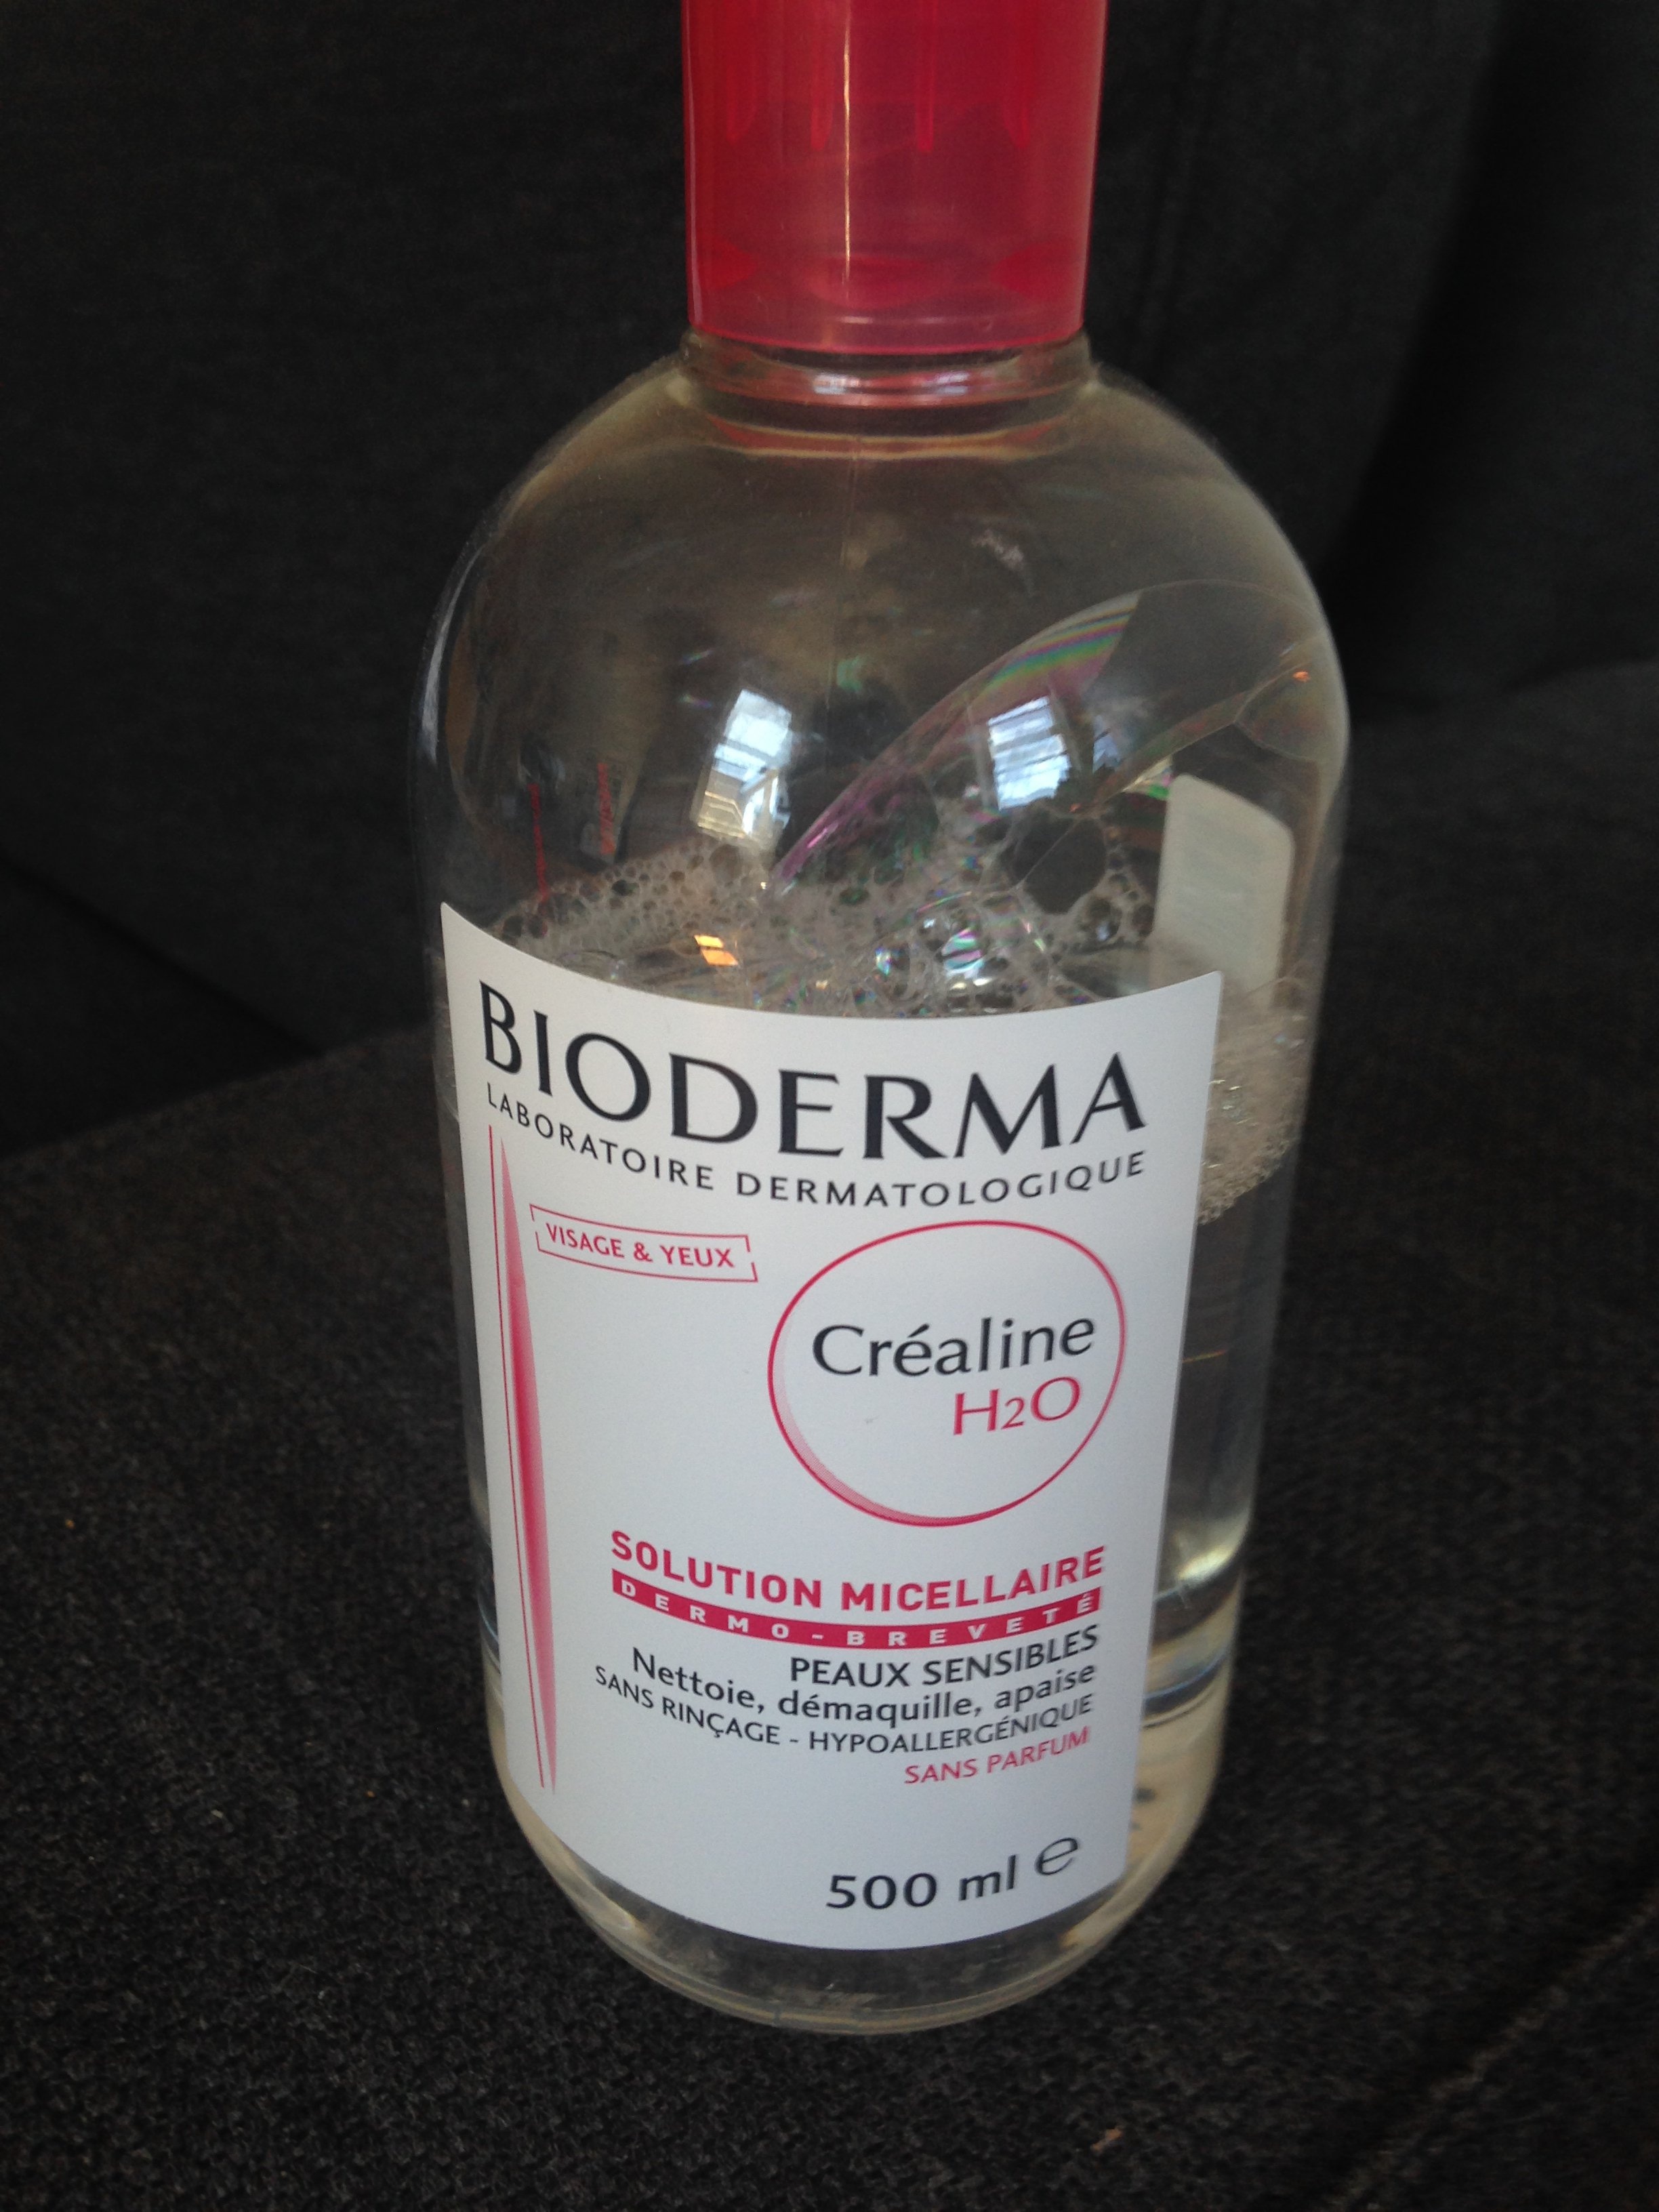 BIODERMA
LABORATOIRE DERMATOLOGIQUE
VISAGE & YEUX
Créaline
H2O
SOLUTION MICELLAIRE
DERMO-BREVETÉ
PEAUX SENSIBLES
Nettoie, démaquille, apaise
SANS RINÇAGE - HYPOALLERGÉNIQUE
SANS PARFUM
500 ml e